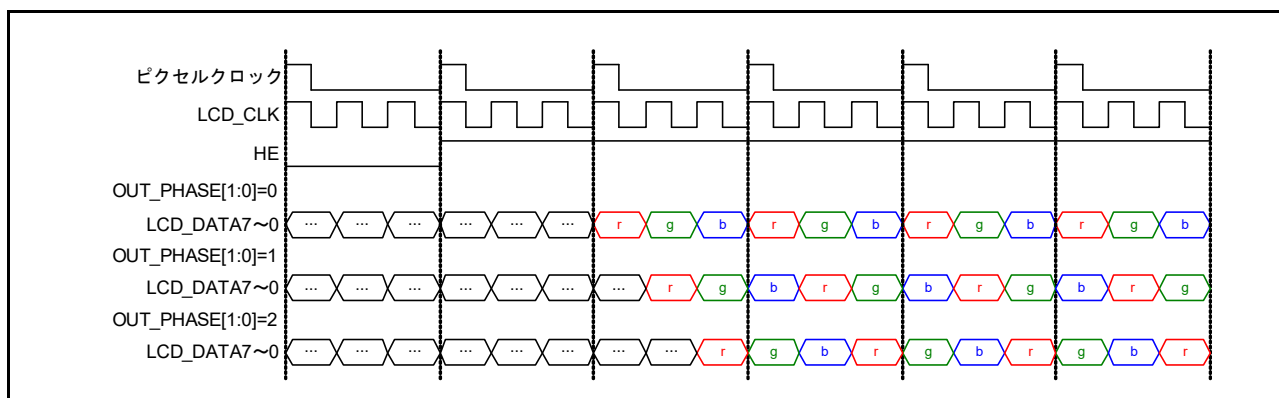 ピクセルクロック
LCD_CLK
HE
OUT_PHASE[1:0]=0
LCD_DATA7~0 ... ... ... ... ... ... r g b r g b r g b r g b
OUT_PHASE[1:0]=1
LCD_DATA7~0 ... ... ... ... ... ... ... r g b r g b r g b r g
OUT_PHASE[1:0]=2
LCD_DATA7~0 ... ... ... ... ... ... ... ... r g b r g b r g b r